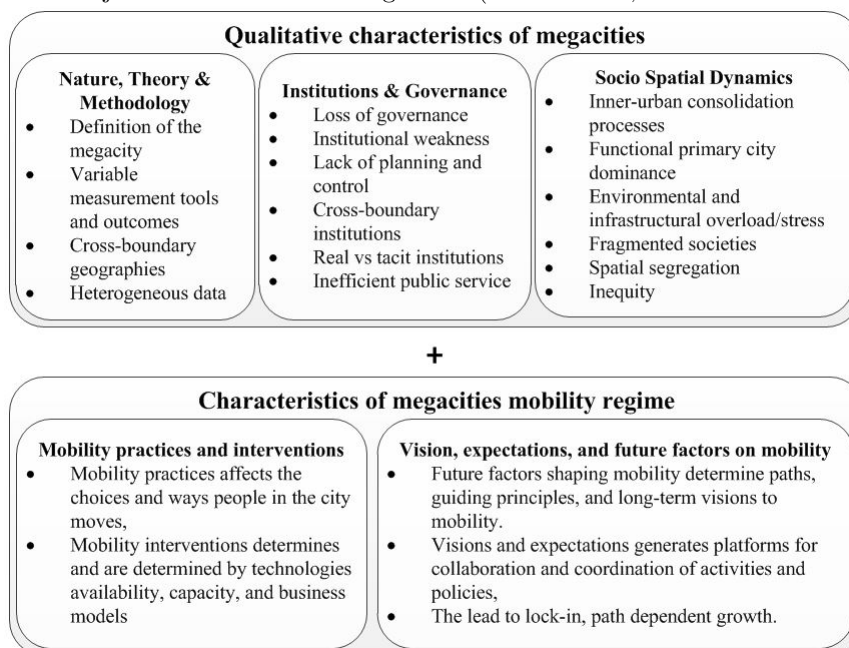 Qualitative characteristics of megacities
Nature, Theory &
Methodology
• Definition of the
megacity
• Variable
measurement tools
and outcomes
• Cross-boundary
geographies
• Heterogeneous data
Institutions & Governance
• Loss of governance
• Institutional weakness
• Lack of planning and
control
• Cross-boundary
institutions
• Real vs tacit institutions
• Inefficient public service
Socio Spatial Dynamics
• Inner-urban consolidation
processes
• Functional primary city
dominance
• Environmental and
infrastructural overload/stress
• Fragmented societies
• Spatial segregation
• Inequity
+
Characteristics of megacities mobility regime
Mobility practices and interventions
• Mobility practices affects the
choices and ways people in the city
moves,
• Mobility interventions determines
and are determined by technologies
availability, capacity, and business
models
Vision, expectations, and future factors on mobility
• Future factors shaping mobility determine paths,
guiding principles, and long-term visions to
mobility.
• Visions and expectations generates platforms for
collaboration and coordination of activities and
policies,
• The lead to lock-in, path dependent growth.